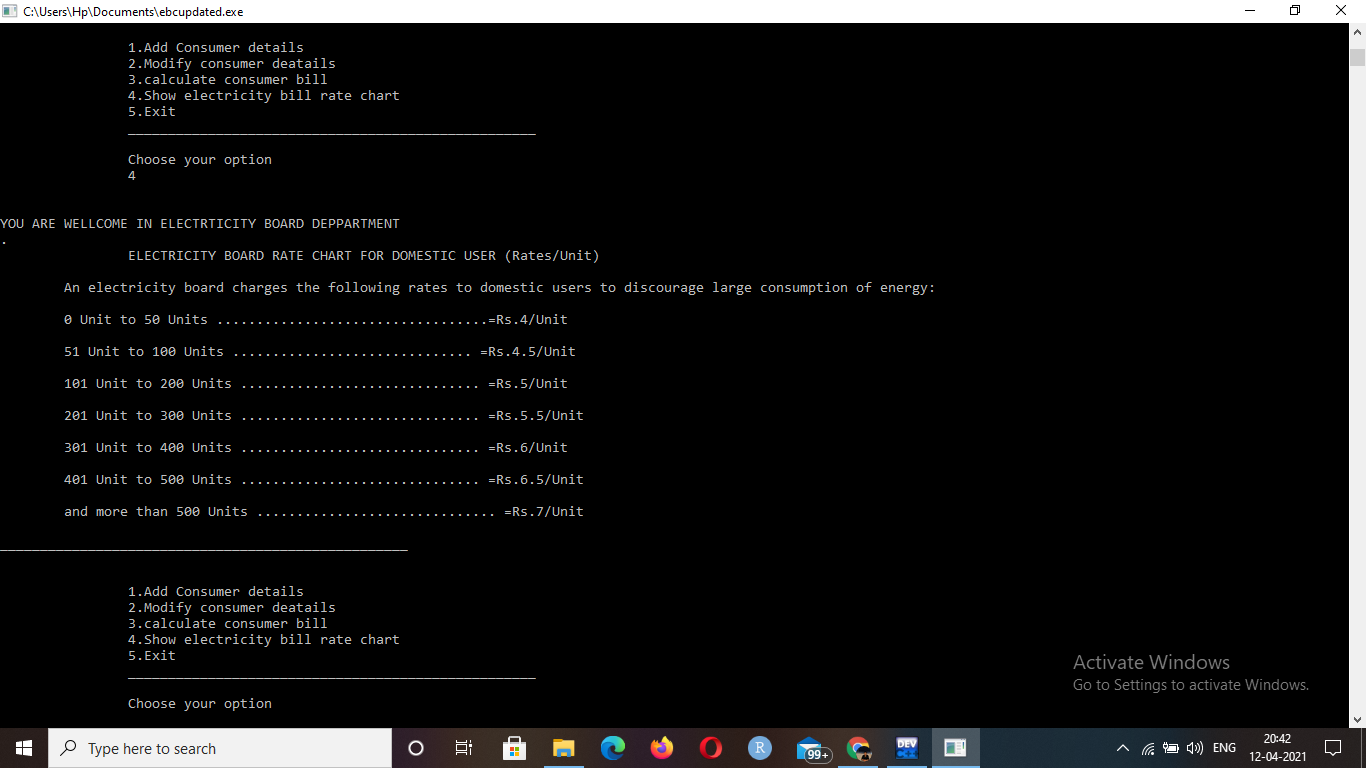 C:\Users\Hp\Documents\ebcupdated.exe
1.Add Consumer details
2.Modify consumer deatails
3.calculate consumer bill
4.Show electricity bill rate chart
5.Exit
___________________________________________________
Choose your option
4
YOU ARE WELLCOME IN ELECTRTICITY BOARD DEPPARTMENT
.
ELECTRICITY BOARD RATE CHART FOR DOMESTIC USER (Rates/Unit)
An electricity board charges the following rates to domestic users to discourage large consumption of energy:
0 Unit to 50 Units ..................................=Rs.4/Unit
51 Unit to 100 Units .............................. =Rs.4.5/Unit
101 Unit to 200 Units .............................. =Rs.5/Unit
201 Unit to 300 Units .............................. =Rs.5.5/Unit
301 Unit to 400 Units .............................. =Rs.6/Unit
401 Unit to 500 Units .............................. =Rs.6.5/Unit
and more than 500 Units .............................. =Rs.7/Unit
___________________________________________________
1.Add Consumer details
2.Modify consumer deatails
3.calculate consumer bill
4.Show electricity bill rate chart
5.Exit
___________________________________________________
Choose your option
Activate Windows
Go to Settings to activate Windows.
Type here to search
R
99+
DEV
C++
ENG
20:42
12-04-2021